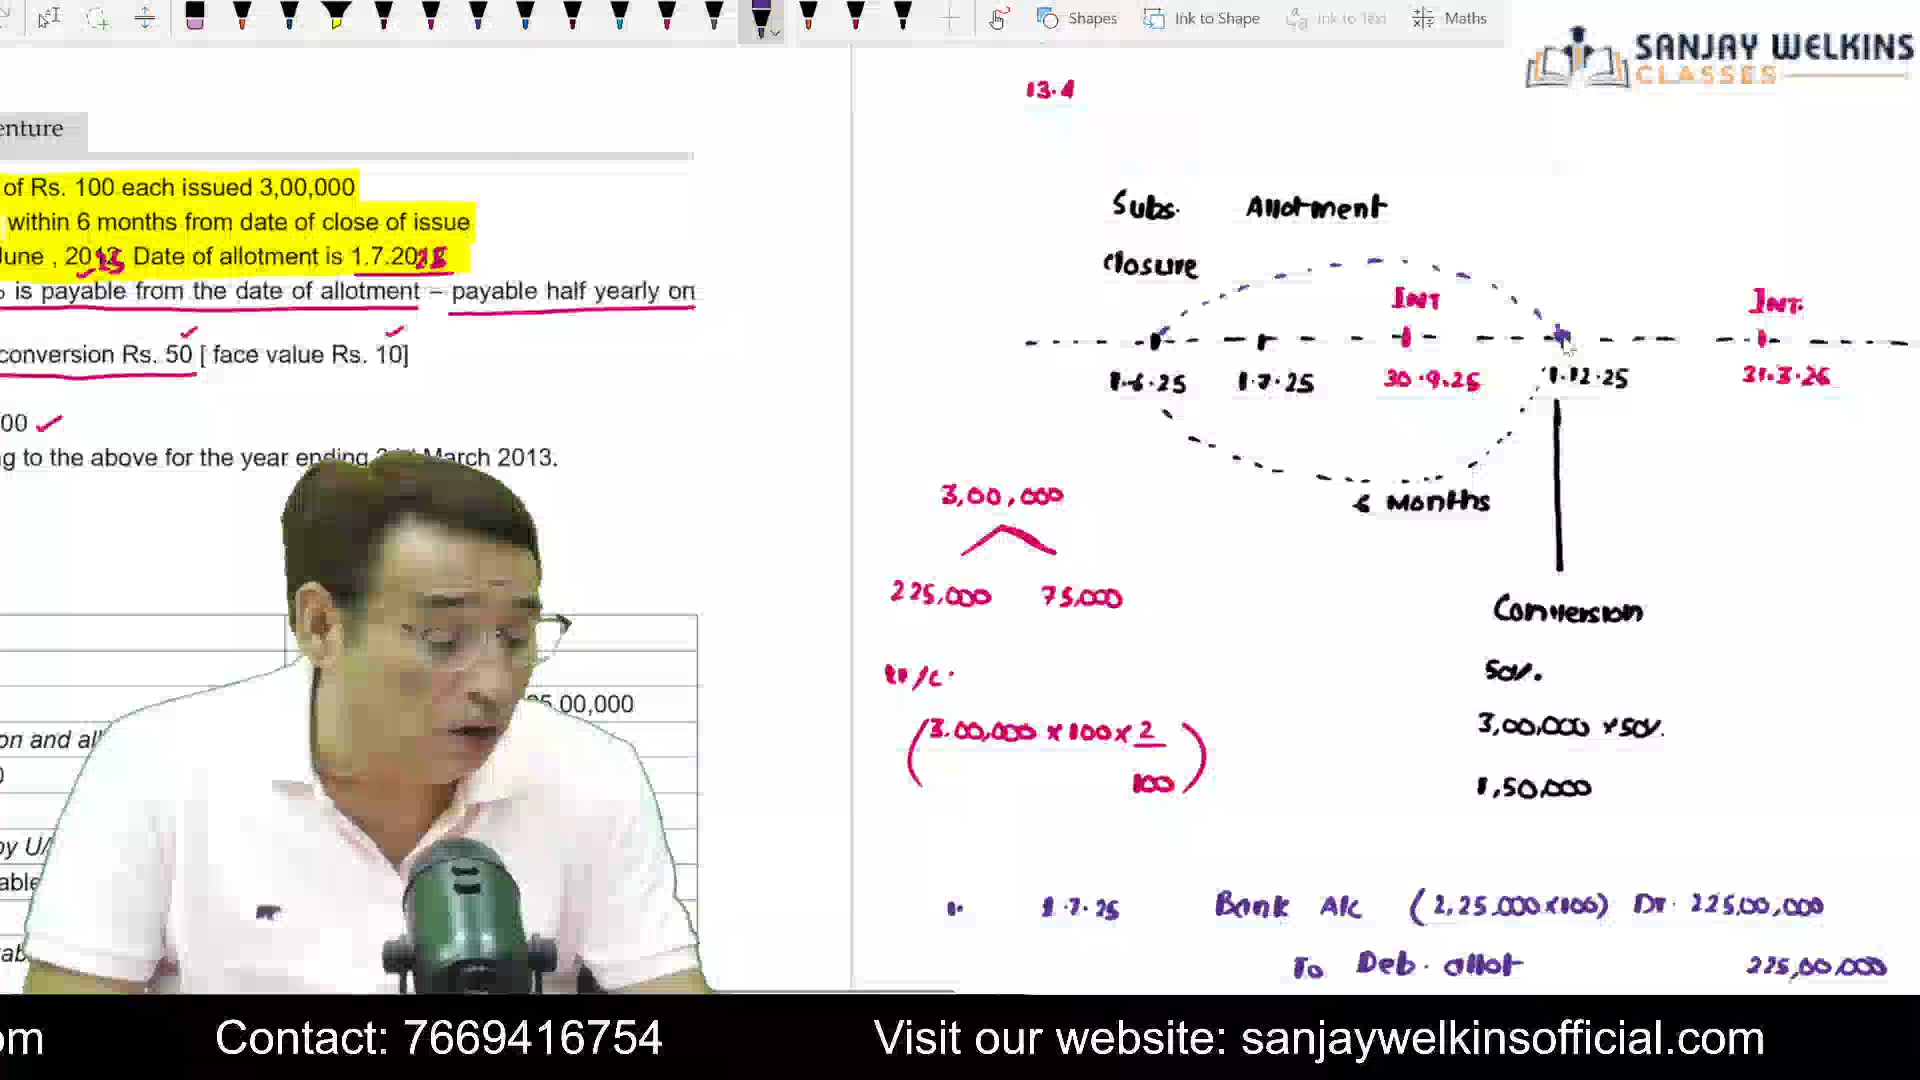 Shapes Ink to Shape Ink to Text Maths
SANJAY WELKINS
CLASSES
enture
of Rs. 100 each issued 3,00,000
within 6 months from date of close of issue
June , 20 Date of allotment is 1.7.20
is payable from the date of allotment – payable half yearly on
conversion Rs. 50 [ face value Rs. 10]
00
g to the above for the year ending March 2013.
5,00,000
on and all
by U/
able
ab
13.4
Subs. Allotment
closure
INT
INT.
1.6.25 1.7.25 30.9.25 1.12.25 31.3.26
6 Months
3,00,000
225,000 75,000
(3,00,000 × 100 × 2
100)
Conversion
50%.
3,00,000 × 50%.
1,50,000
1. 1.7.25 Bank A/c (2,25,000×100) Dr. 225,00,000
To Deb. allot 225,00,000
om Contact: 7669416754 Visit our website: sanjaywelkinsofficial.com